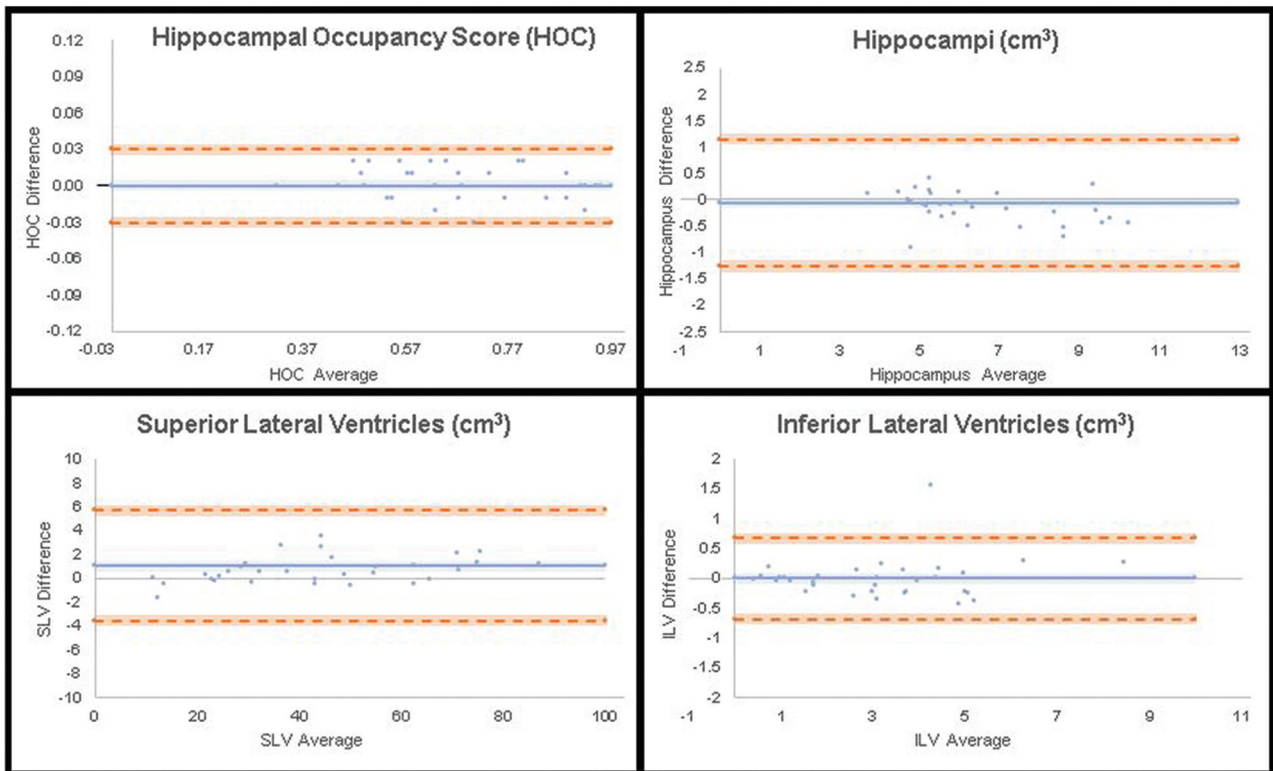 Hippocampal Occupancy Score (HOC)
0.12
0.09
0.06
0.03
0.00
-0.03
-0.06
-0.09
-0.12
HOC Difference
-0.03 0.17 0.37 0.57 0.77 0.97
HOC Average
Hippocampi (cm³)
2.5
2
1.5
1
0.5
0
-0.5
-1
-1.5
-2
-2.5
Hippocampus Difference
-1 1 3 5 7 9 11 13
Hippocampus Average
Superior Lateral Ventricles (cm³)
10
8
6
4
2
0
-2
-4
-6
-8
-10
SLV Difference
0 20 40 60 80 100
SLV Average
Inferior Lateral Ventricles (cm³)
2
1.5
1
0.5
0
-0.5
-1
-1.5
-2
ILV Difference
-1 1 3 5 7 9 11
ILV Average